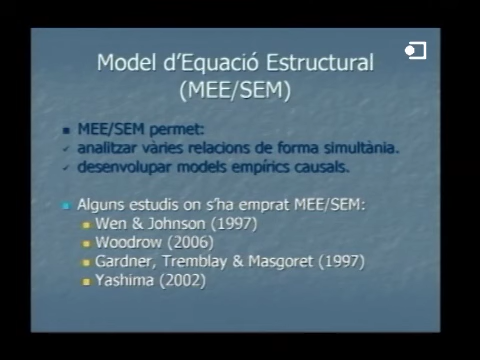 Model d'Equació Estructural
(MEE/SEM)
MEE/SEM permet:
analitzar vàries relacions de forma simultània.
desenvolupar models empírics causals.
Alguns estudis on s'ha emprat MEE/SEM:
Wen & Johnson (1997)
Woodrow (2006)
Gardner, Tremblay & Masgoret (1997)
Yashima (2002)